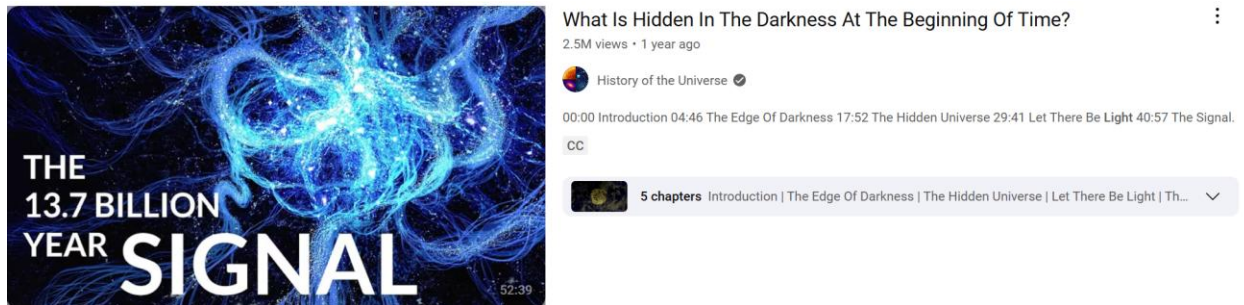 THE
13.7 BILLION
YEAR SIGNAL
52:39
What Is Hidden In The Darkness At The Beginning Of Time?
2.5M views • 1 year ago
History of the Universe
00:00 Introduction 04:46 The Edge Of Darkness 17:52 The Hidden Universe 29:41 Let There Be Light 40:57 The Signal.
CC
5 chapters Introduction | The Edge Of Darkness | The Hidden Universe | Let There Be Light | Th...